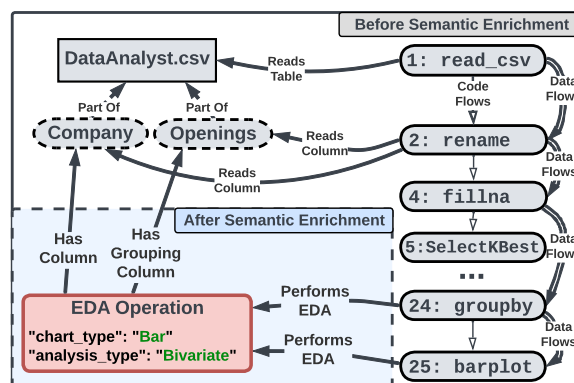 Before Semantic Enrichment
DataAnalyst.csv
Reads
Table
1: read_csv
Code
Flows
Data
Flow
Part Of
Part Of
Company
Openings
Reads
Column
2: rename
Reads
Column
Data
Flows
4: fillna
After Semantic Enrichment
Has
Column
Has
Grouping
Column
5:SelectKBest
Data
Flow
...
EDA Operation
"chart_type": "Bar"
"analysis_type": "Bivariate"
Performs
EDA
24: groupby
Performs
EDA
Data
Flows
25: barplot